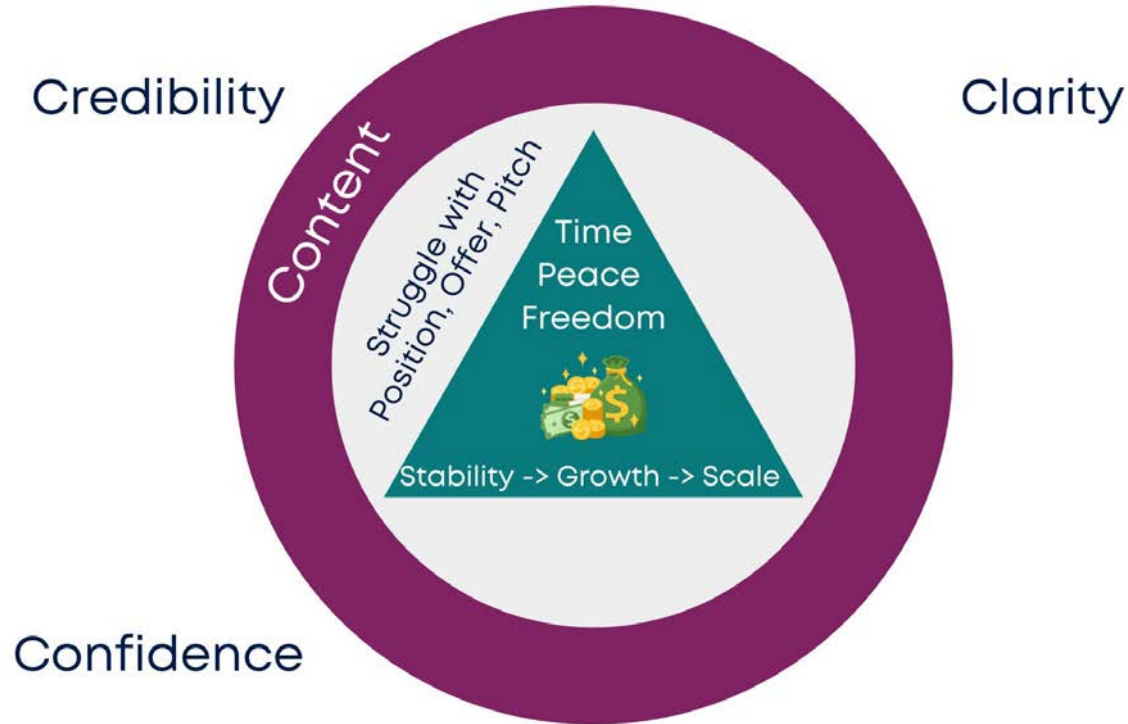 Credibility
Clarity
Content
Struggle with
Position, Offer, Pitch
Time
Peace
Freedom
$
$
Stability -> Growth -> Scale
Confidence